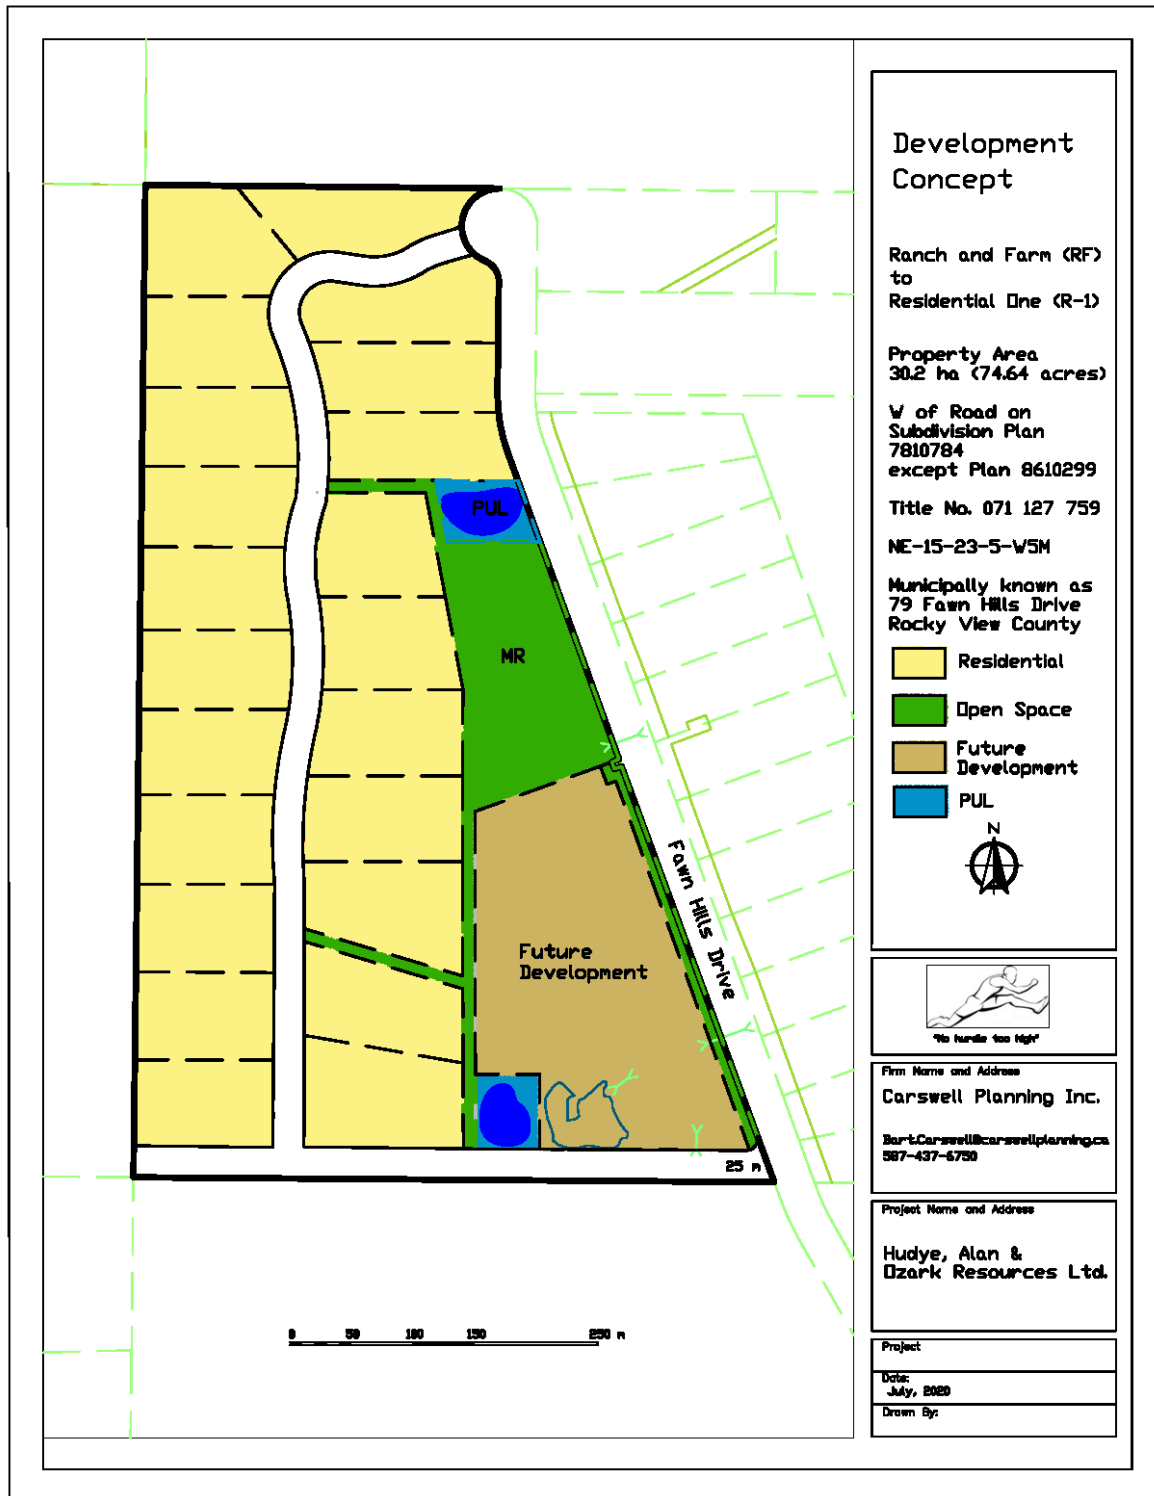 Development
Concept
Ranch and Farm (RF)
to
Residential One (R-1)
Property Area
30.2 ha (74.64 acres)
W of Road on
Subdivision Plan
7810784
except Plan 8610299
Title No. 071 127 759
NE-15-23-5-W5M
Municipally known as
79 Fawn Hills Drive
Rocky View County
Residential
Open Space
Future
Development
PUL
N
"No hurdle too high"
Firm Name and Address
Carswell Planning Inc.
Bart.Carswell@carswellplanning.ca
587-437-6750
Project Name and Address
Hudye, Alan &
Ozark Resources Ltd.
Project
Date:
July, 2020
Drawn By:
PUL
MR
Fawn Hills Drive
Future
Development
25 m
0 50 100 150 250 m